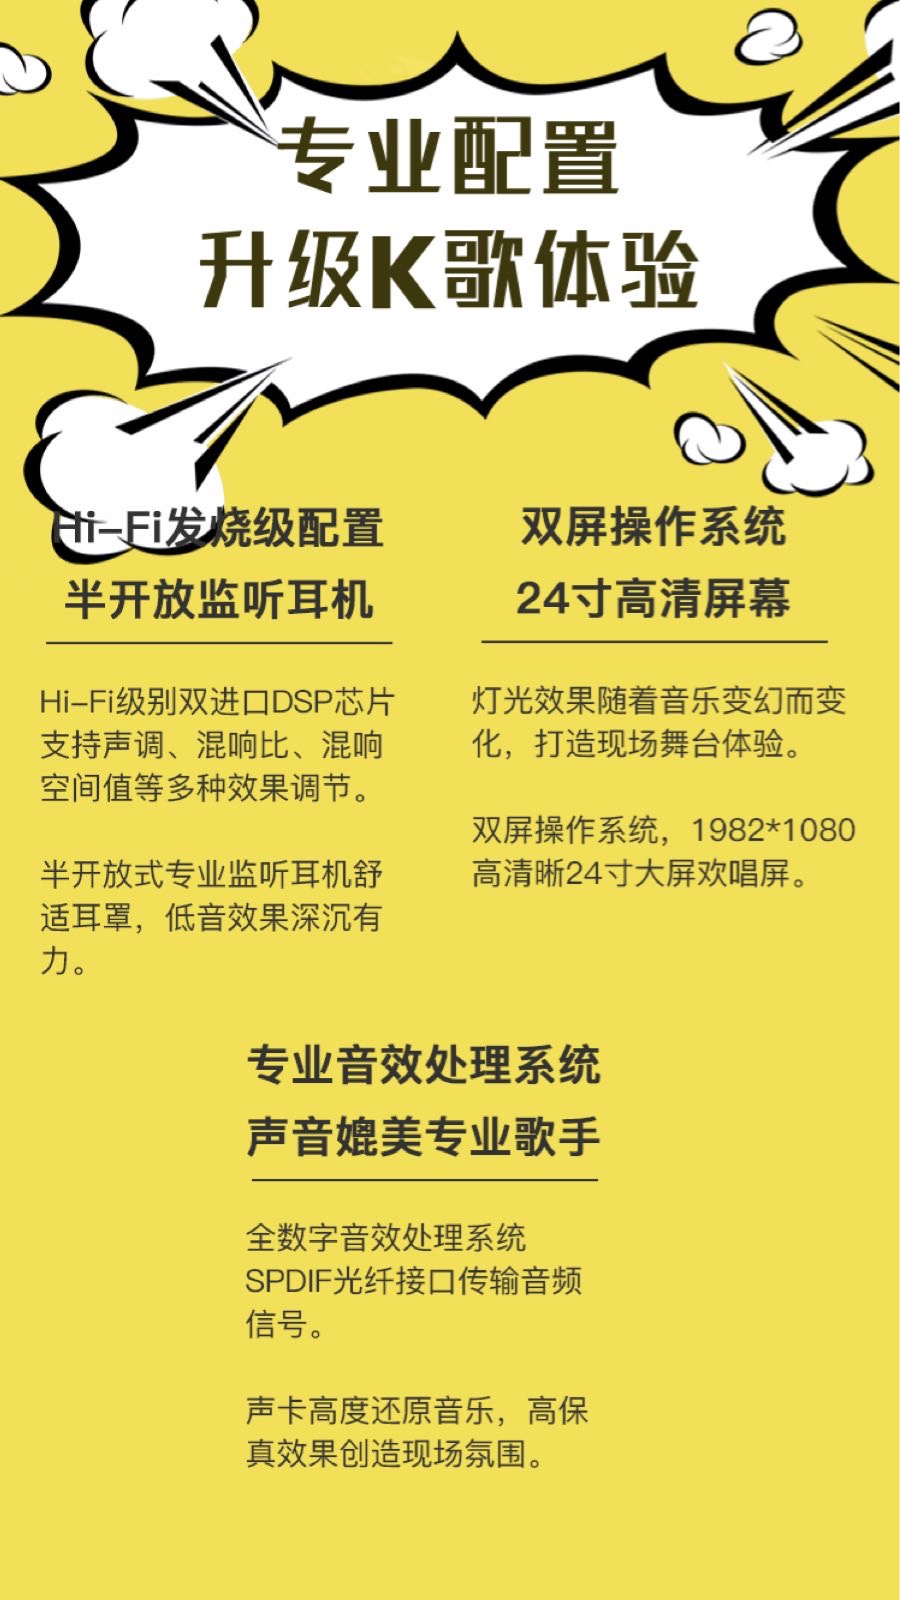 专业配置
升级K歌体验
Hi-Fi发烧级配置
半开放监听耳机
Hi-Fi级别双进口DSP芯片
支持声调、混响比、混响
空间值等多种效果调节。
半开放式专业监听耳机舒
适耳罩，低音效果深沉有
力。
双屏操作系统
24寸高清屏幕
灯光效果随着音乐变幻而变
化，打造现场舞台体验。
双屏操作系统，1982*1080
高清晰24寸大屏欢唱屏。
专业音效处理系统
声音媲美专业歌手
全数字音效处理系统
SPDIF光纤接口传输音频
信号。
声卡高度还原音乐，高保
真效果创造现场氛围。